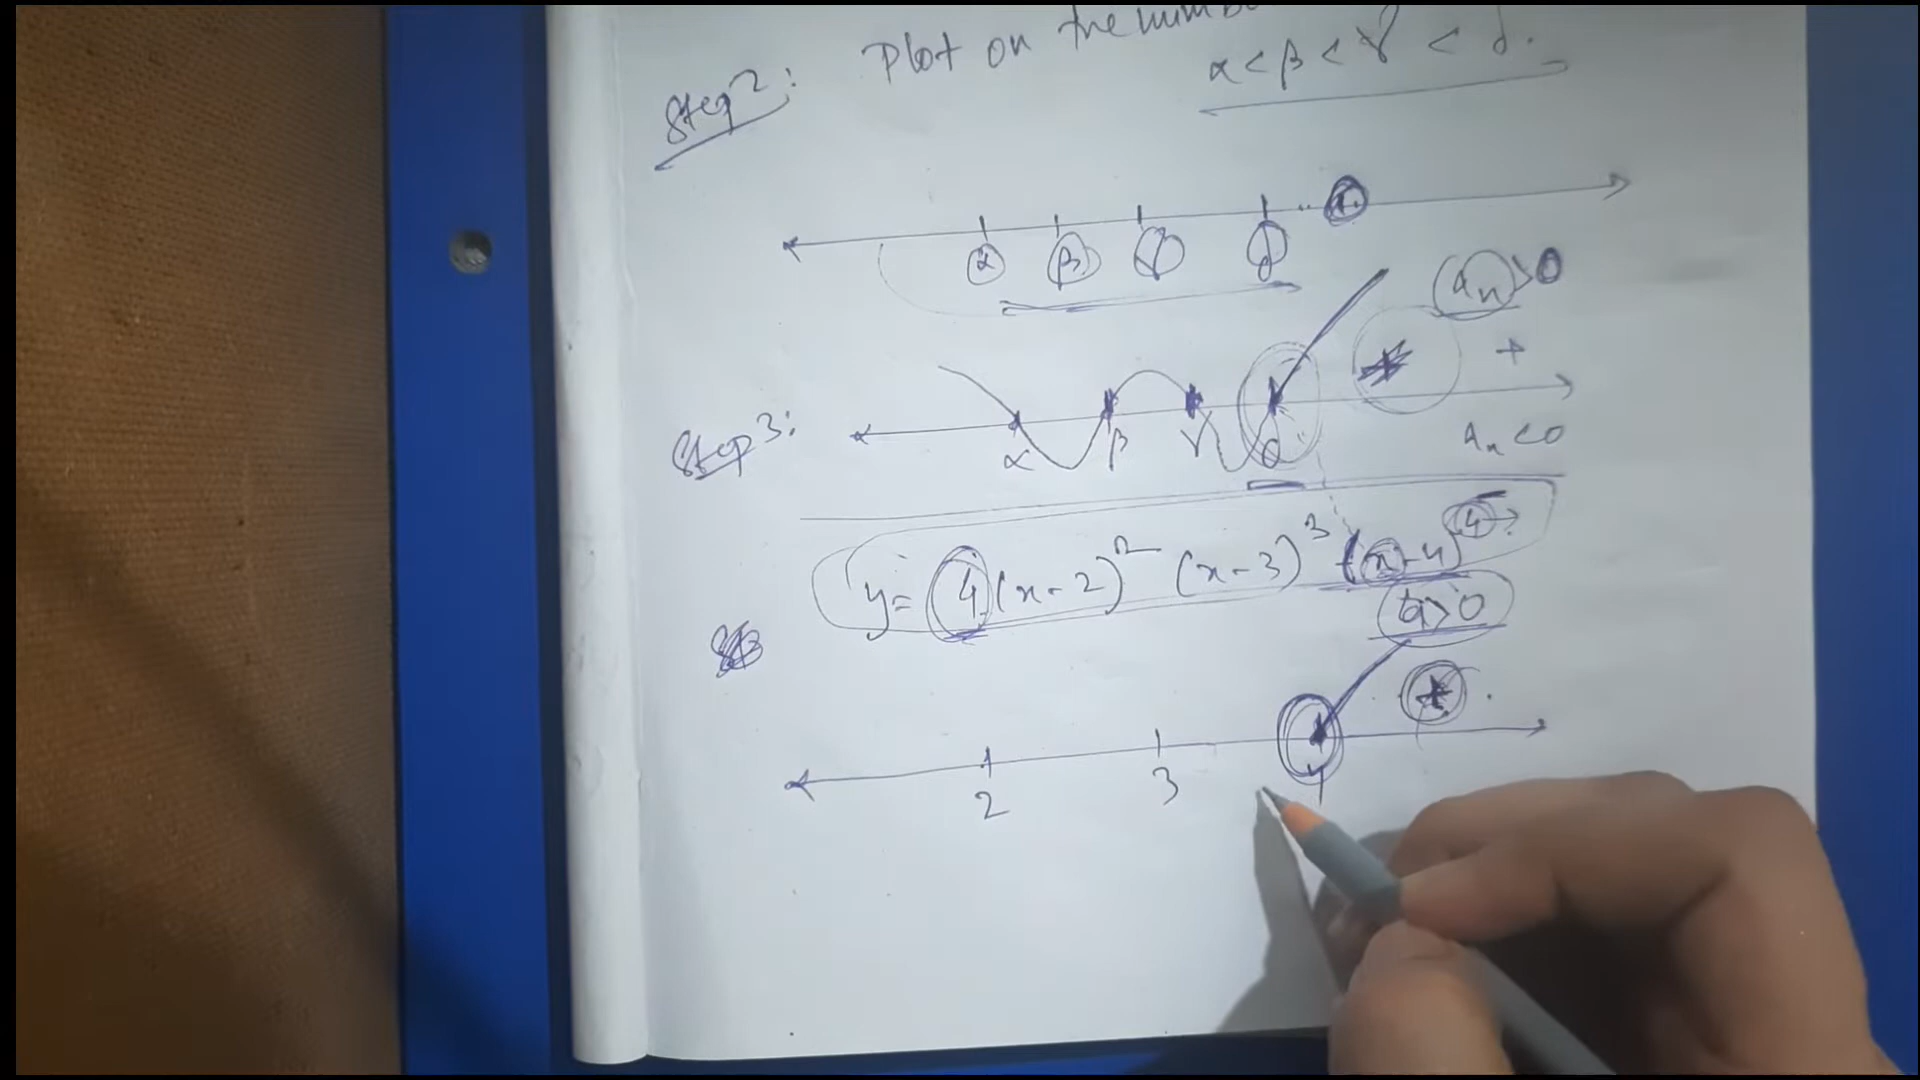 Step 2: Plot on the numb
α < β < γ < δ.
α β γ δ
aₙ > 0
+
Step 3:
α β γ δ
aₙ < 0
y = 4(x-2)² (x-3)³ (x-4)⁴
a > 0
2 3 4